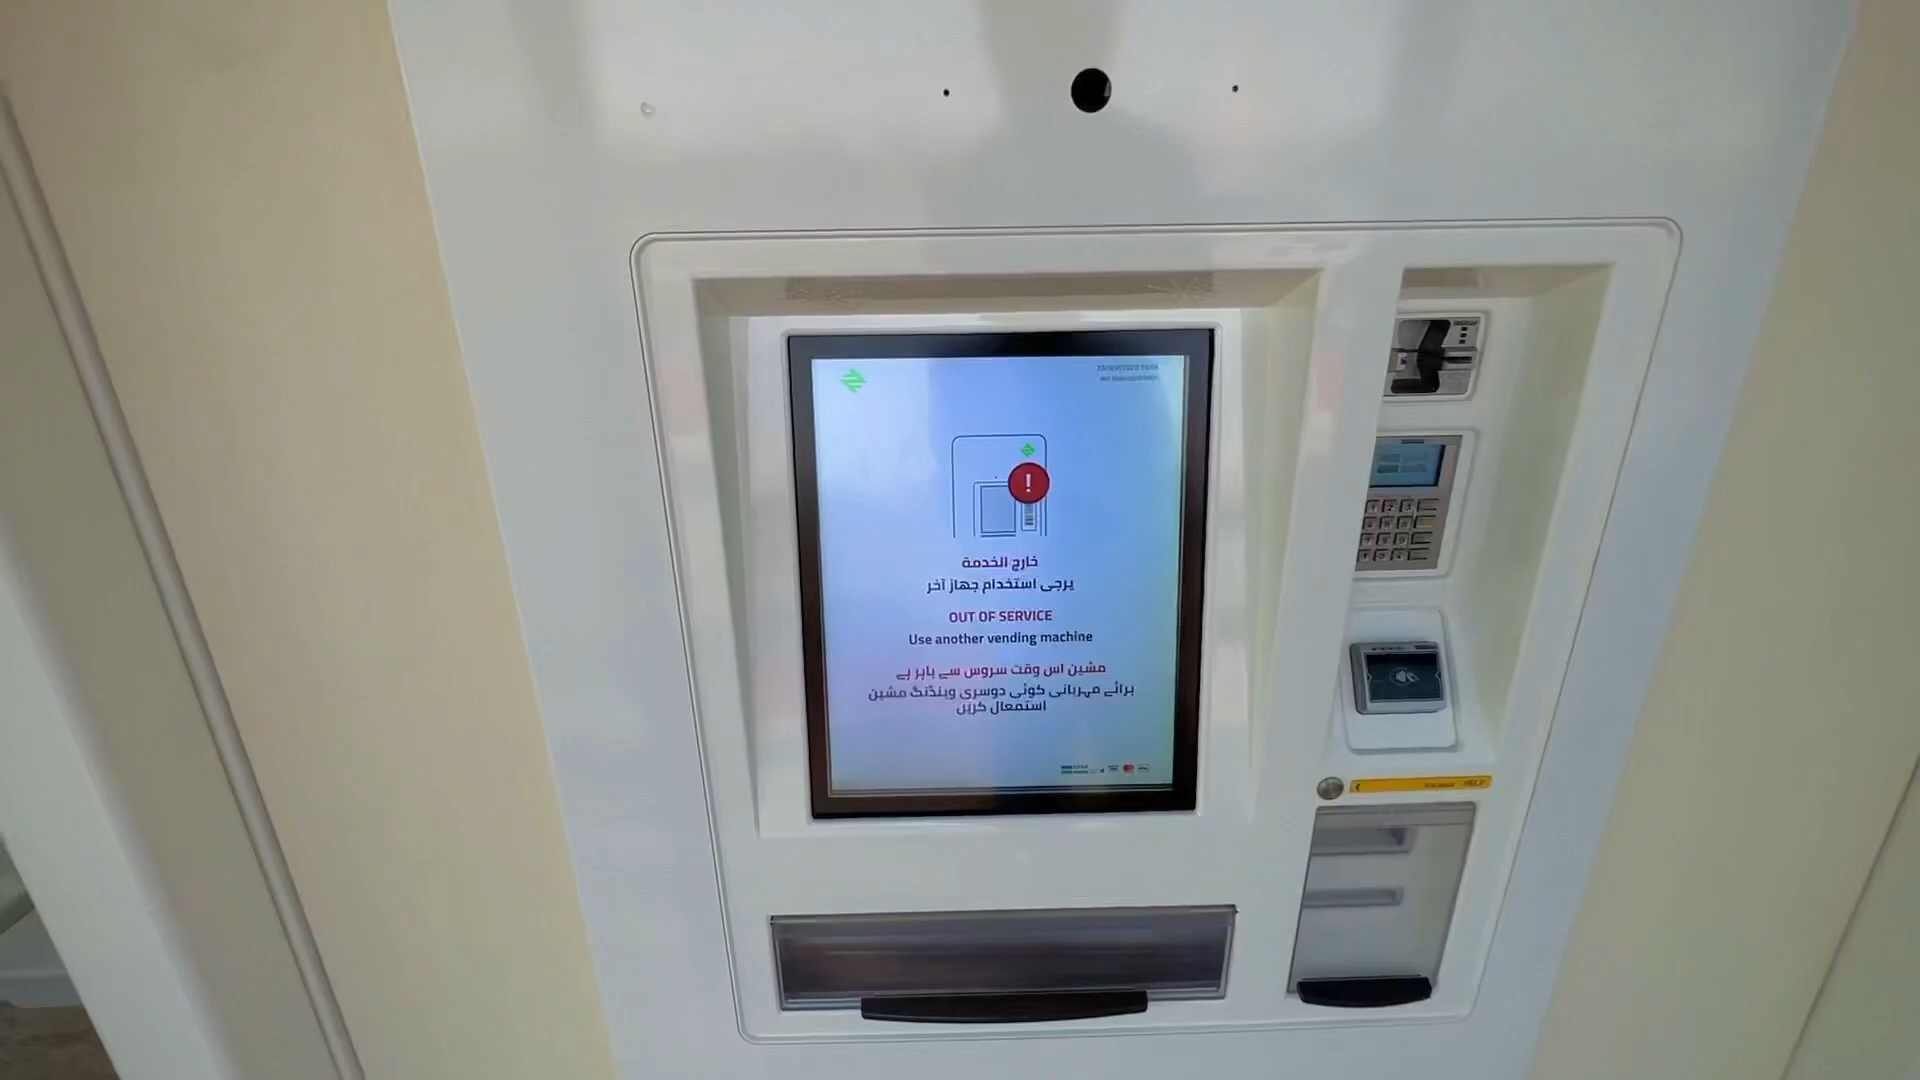 خارج الخدمة
يرجى استخدام جهاز آخر
OUT OF SERVICE
Use another vending machine
مشین اس وقت سروس سے باہر ہے
برائے مہربانی کوئی دوسری وینڈنگ مشین
استعمال کریں
HELP